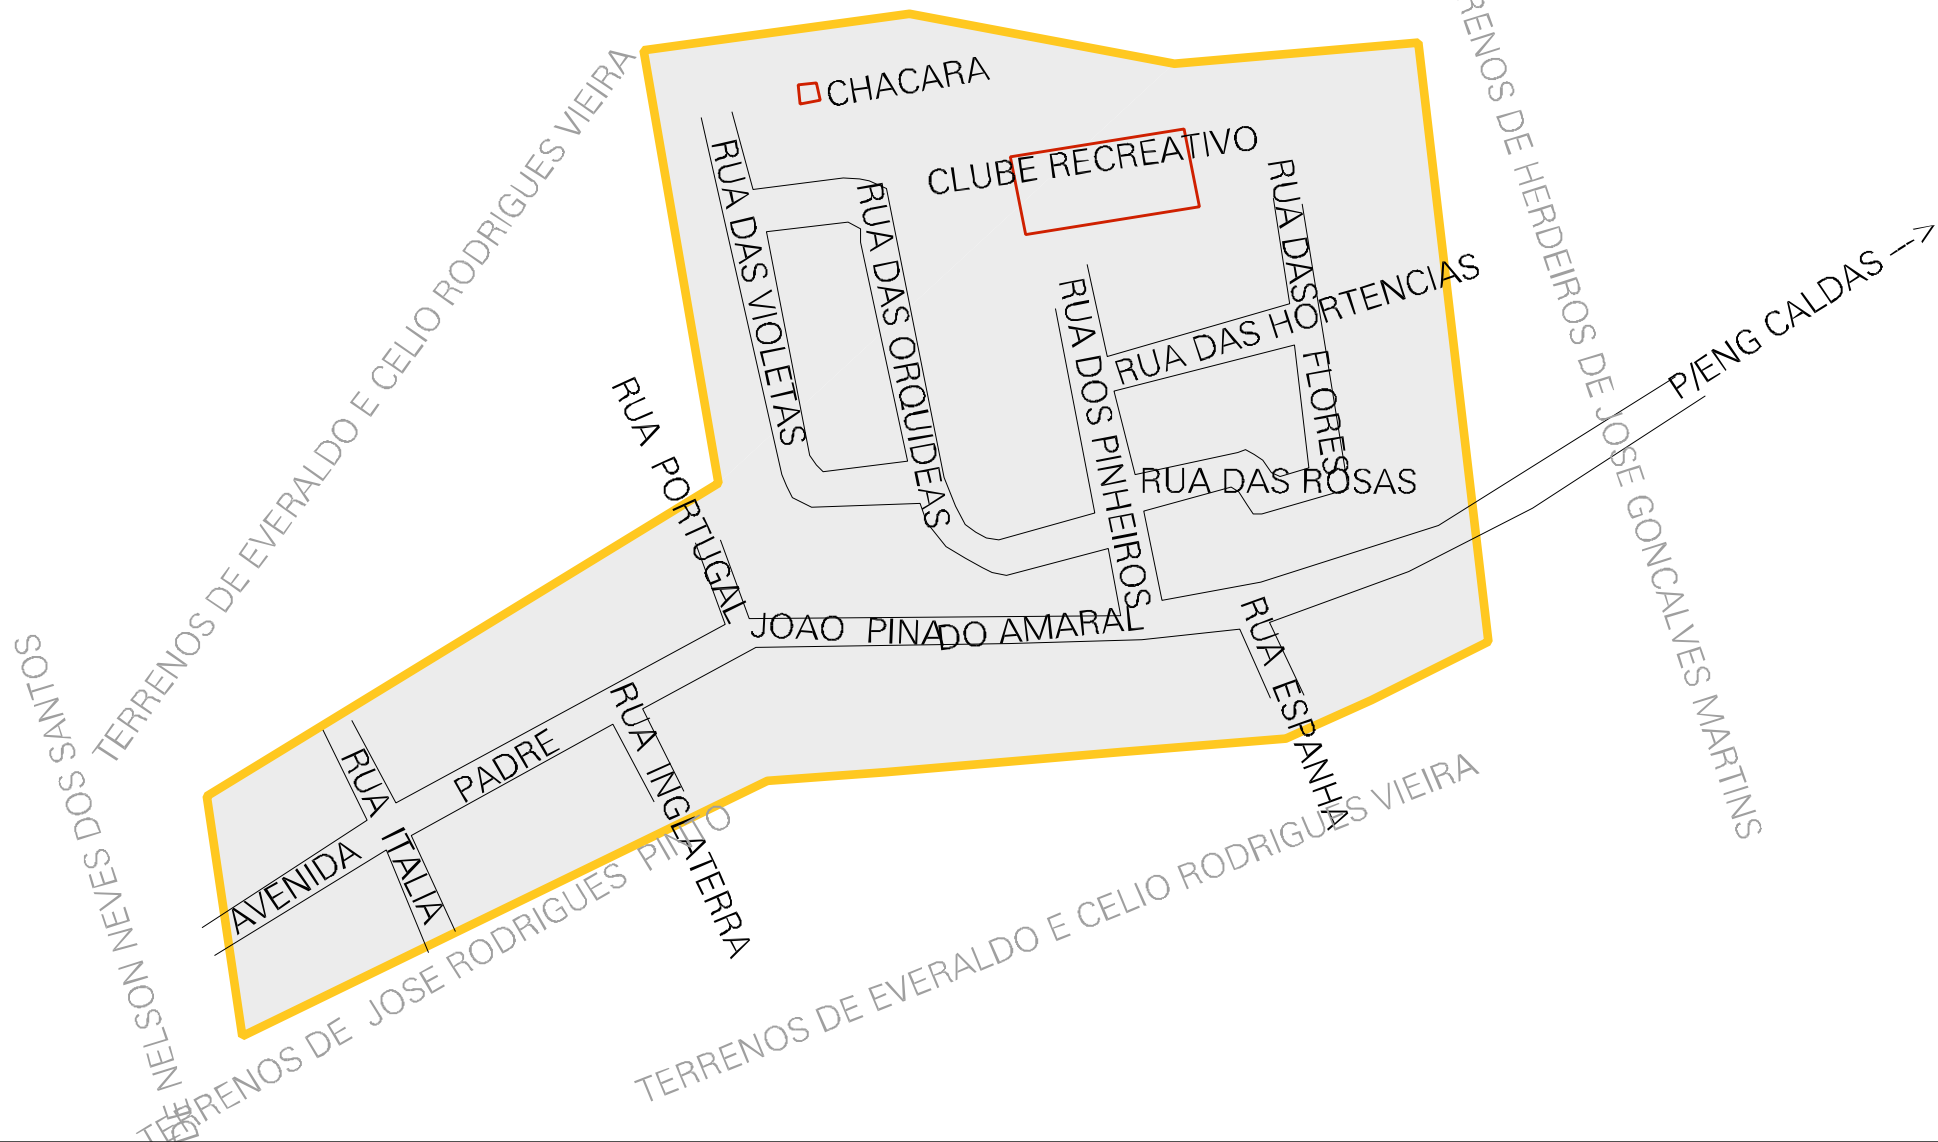 CHACARA
CLUBE RECREATIVO
RUA DAS VIOLETAS
RUA DAS ORQUIDEAS
RUA DOS PINHEIROS
RUA DAS FLORES
RUA DAS HORTENCIAS
RUA DAS ROSAS
P/ENG CALDAS -->
RUA PORTUGAL
AVENIDA PADRE JOAO PINA DO AMARAL
RUA ITALIA
RUA INGLATERRA
RUA ESPANHA
TERRENOS DE EVERALDO E CELIO RODRIGUES VIEIRA
DE HERDEIROS DE JOSE GONCALVES MARTINS
NELSON NEVES DOS SANTOS
TERRENOS DE JOSE RODRIGUES PINTO
TERRENOS DE EVERALDO E CELIO RODRIGUES VIEIRA